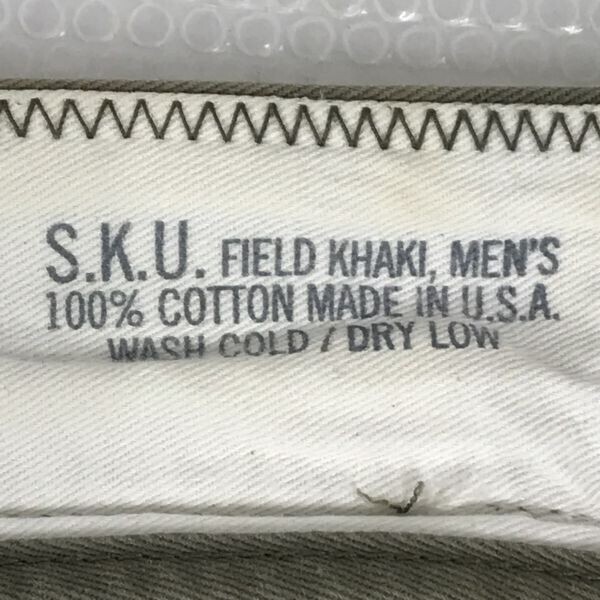 S.K.U. FIELD KHAKI, MEN'S
100% COTTON MADE IN U.S.A.
WASH COLD / DRY LOW